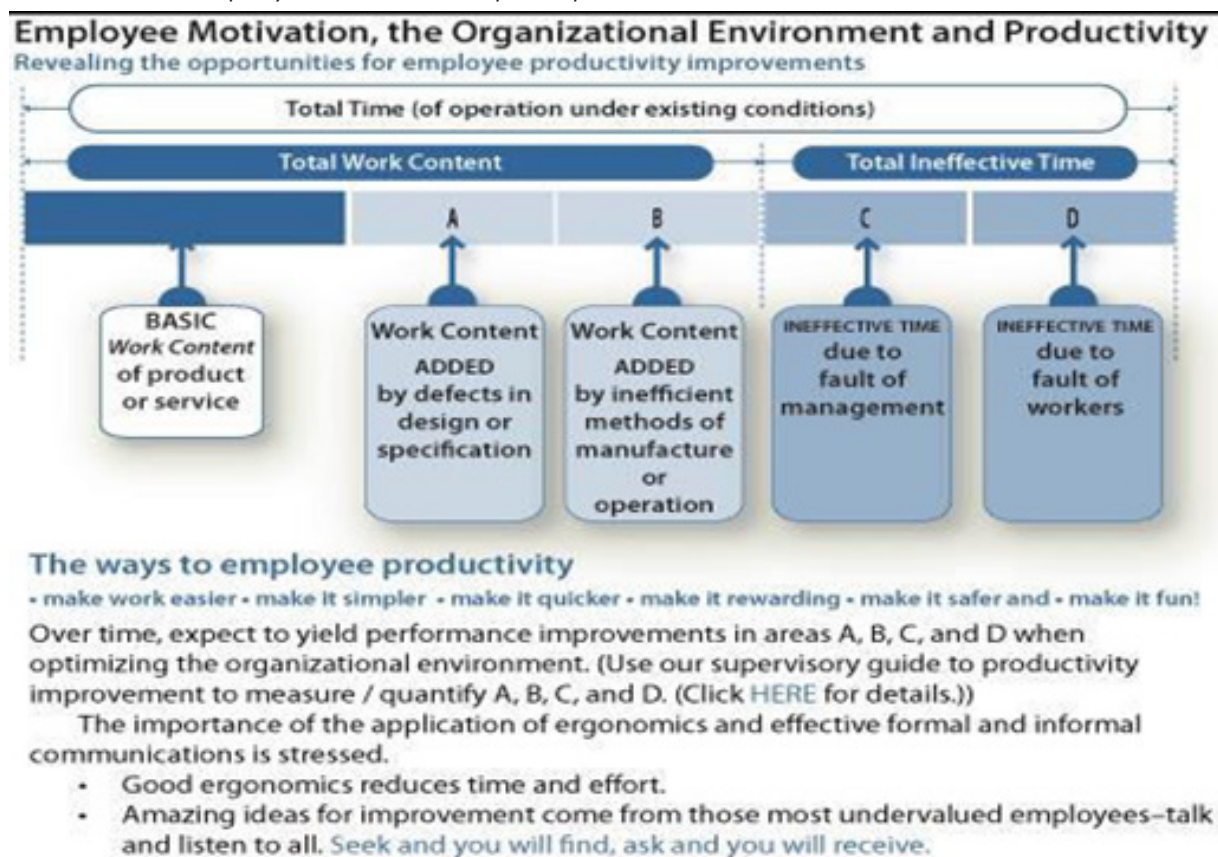 Employee Motivation, the Organizational Environment and Productivity
Revealing the opportunities for employee productivity improvements
Total Time (of operation under existing conditions)
Total Work Content
Total Ineffective Time
A
B
C
D
BASIC
Work Content
of product
or service
Work Content
ADDED
by defects in
design or
specification
Work Content
ADDED
by inefficient
methods of
manufacture
or
operation
INEFFECTIVE TIME
due to
fault of
management
INEFFECTIVE TIME
due to
fault of
workers
The ways to employee productivity
• make work easier • make it simpler • make it quicker • make it rewarding • make it safer and • make it fun!
Over time, expect to yield performance improvements in areas A, B, C, and D when
optimizing the organizational environment. (Use our supervisory guide to productivity
improvement to measure / quantify A, B, C, and D. (Click HERE for details.))
The importance of the application of ergonomics and effective formal and informal
communications is stressed.
• Good ergonomics reduces time and effort.
• Amazing ideas for improvement come from those most undervalued employees–talk
and listen to all. Seek and you will find, ask and you will receive.